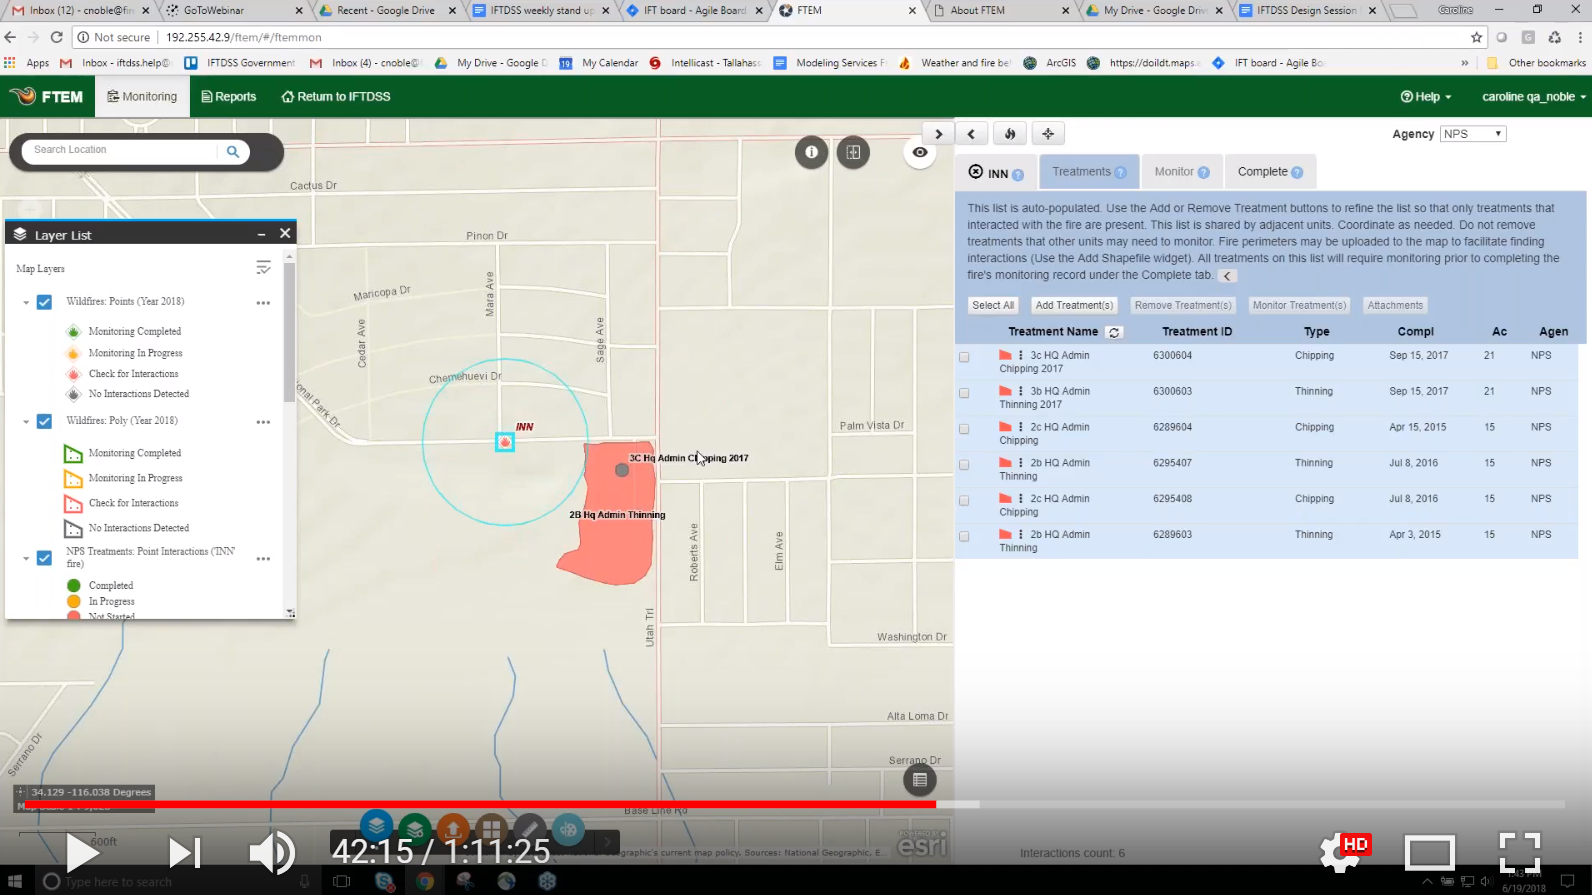 Inbox (12) - cnoble@fir
GoToWebinar
Recent - Google Drive
IFTDSS weekly stand up
IFT board - Agile Board
FTEM
About FTEM
My Drive - Google Driv
IFTDSS Design Session
Caroline
Not secure
192.255.42.9/ftem/#/ftemmon
Apps
Inbox - iftdss.help@
IFTDSS Government
Inbox (4) - cnoble@f
My Drive - Google D
My Calendar
Intellicast - Tallahass
Modeling Services F
Weather and fire be
ArcGIS
https://doildt.maps.
IFT board - Agile Bo
»
Other bookmarks
FTEM
Monitoring
Reports
Return to IFTDSS
Help
caroline qa_noble
Search Location
Agency
NPS
INN
Treatments
Monitor
Complete
This list is auto-populated. Use the Add or Remove Treatment buttons to refine the list so that only treatments that
interacted with the fire are present. This list is shared by adjacent units. Coordinate as needed. Do not remove
treatments that other units may need to monitor. Fire perimeters may be uploaded to the map to facilitate finding
interactions (Use the Add Shapefile widget). All treatments on this list will require monitoring prior to completing the
fire's monitoring record under the Complete tab.
Select All
Add Treatment(s)
Remove Treatment(s)
Monitor Treatment(s)
Attachments
Treatment Name Treatment ID Type Compl Ac Agen
3c HQ Admin Chipping 2017 6300604 Chipping Sep 15, 2017 21 NPS
3b HQ Admin Thinning 2017 6300603 Thinning Sep 15, 2017 21 NPS
2c HQ Admin Chipping 6289604 Chipping Apr 15, 2015 15 NPS
2b HQ Admin Thinning 6295407 Thinning Jul 8, 2016 15 NPS
2c HQ Admin Chipping 6295408 Chipping Jul 8, 2016 15 NPS
2b HQ Admin Thinning 6289603 Thinning Apr 3, 2015 15 NPS
Interactions count: 6
Layer List
Map Layers
Wildfires: Points (Year 2018)
Monitoring Completed
Monitoring In Progress
Check for Interactions
No Interactions Detected
Wildfires: Poly (Year 2018)
Monitoring Completed
Monitoring In Progress
Check for Interactions
No Interactions Detected
NPS Treatments: Point Interactions ('INN'
fire)
Completed
In Progress
Not Started
Cactus Dr
Pinon Dr
Maricopa Dr
Mara Ave
Cedar Ave
Sage Ave
Chemehuevi Dr
onal Park Dr
INN
Palm Vista Dr
3C Hq Admin Chipping 2017
2B Hq Admin Thinning
Roberts Ave
Elm Ave
Utah Trl
Washington Dr
Alta Loma Dr
Serrano Dr
Serrano Dr
Base Line Rd
34.129 -116.038 Degrees
600ft
POWERED BY
esri
onal Geographic's current map policy. Sources: National Geographic, E...
42:15 / 1:11:25
HD
Type here to search
1:43 PM
6/19/2018